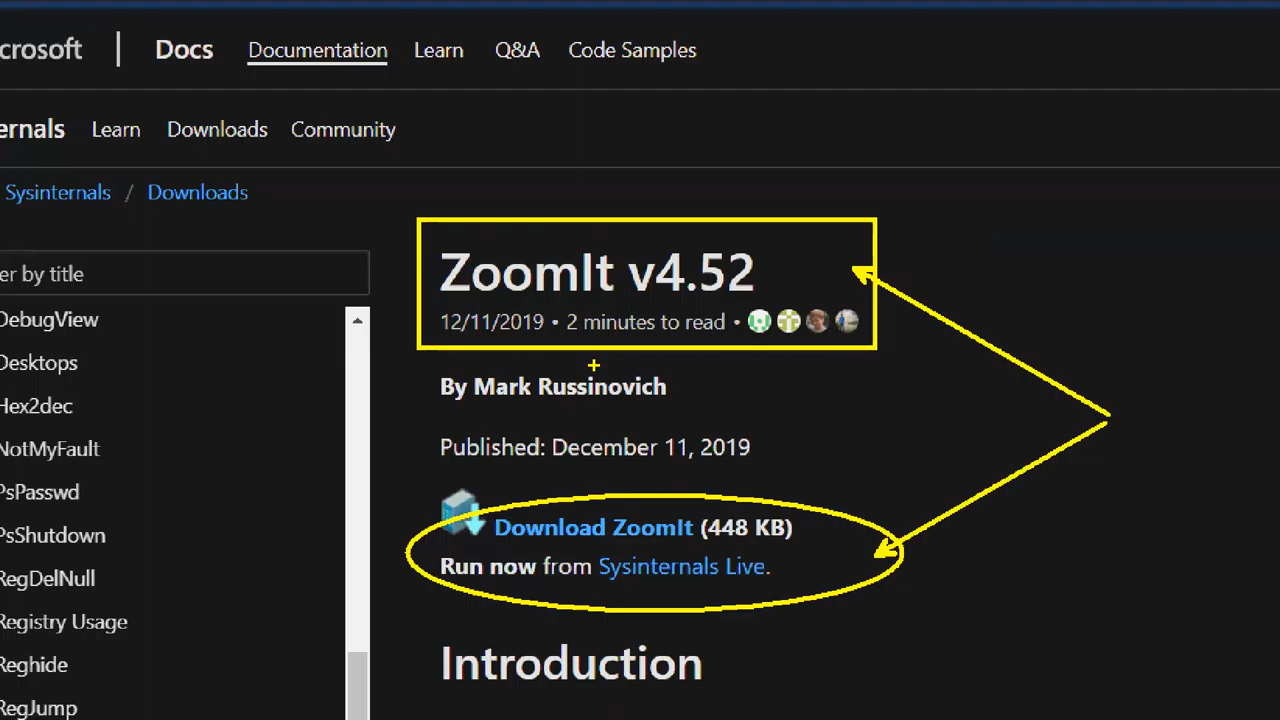 crosoft | Docs Documentation Learn Q&A Code Samples
ernals Learn Downloads Community
Sysinternals / Downloads
er by title
DebugView
Desktops
Hex2dec
NotMyFault
PsPasswd
PsShutdown
RegDelNull
Registry Usage
Reghide
RegJump
ZoomIt v4.52
12/11/2019 • 2 minutes to read •
By Mark Russinovich
Published: December 11, 2019
Download ZoomIt (448 KB)
Run now from Sysinternals Live.
Introduction